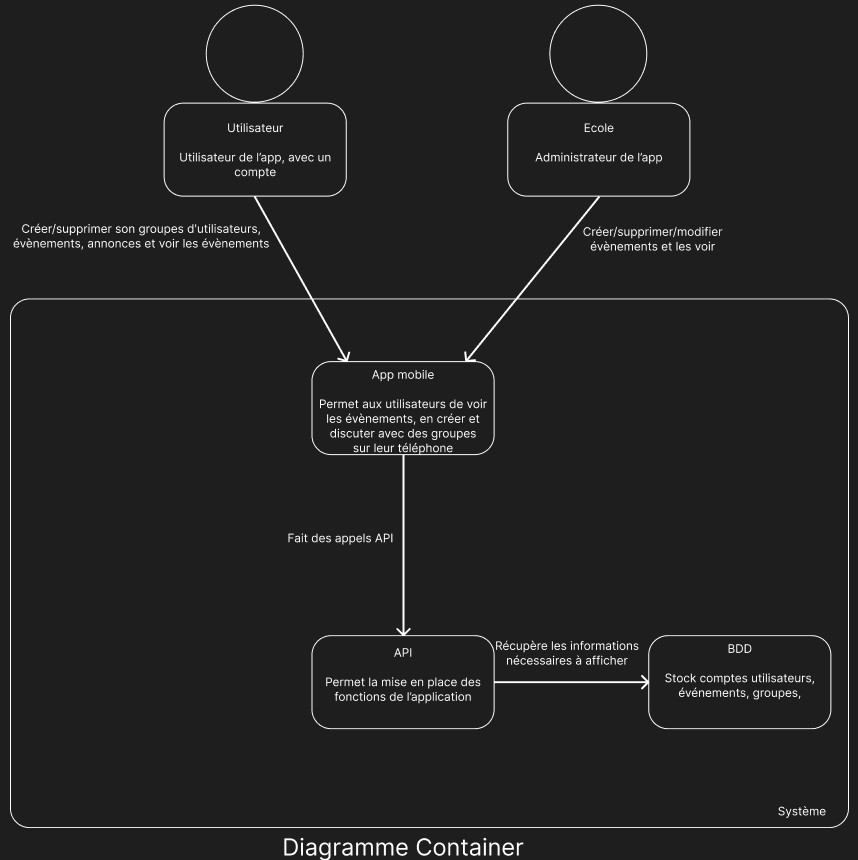 Utilisateur
Utilisateur de l'app, avec un
compte
Ecole
Administrateur de l'app
Créer/supprimer son groupes d'utilisateurs,
évènements, annonces et voir les évènements
Créer/supprimer/modifier
évènements et les voir
App mobile
Permet aux utilisateurs de voir
les évènements, en créer et
discuter avec des groupes
sur leur téléphone
Fait des appels API
API
Permet la mise en place des
fonctions de l'application
Récupère les informations
nécessaires à afficher
BDD
Stock comptes utilisateurs,
événements, groupes,
Système
Diagramme Container